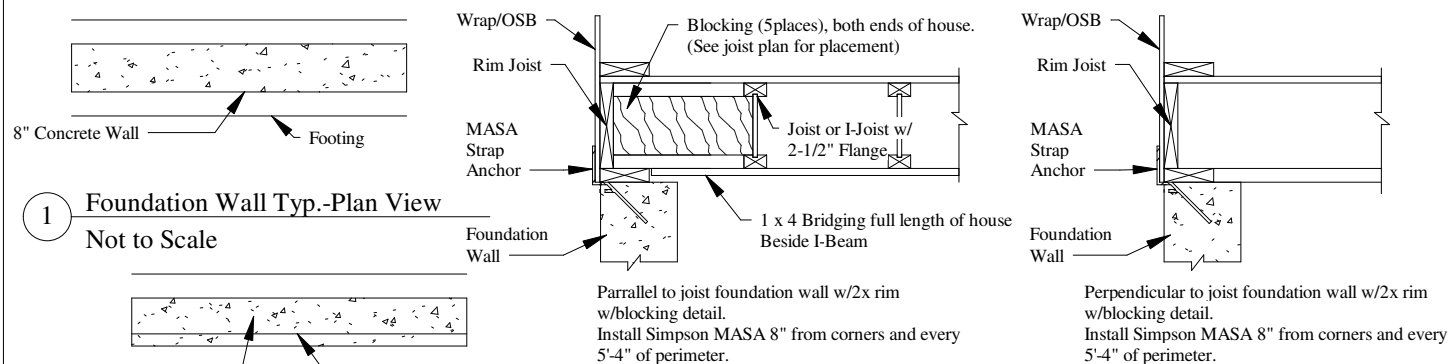 8" Concrete Wall
Footing
1
Foundation Wall Typ.-Plan View
Not to Scale
Wrap/OSB
Rim Joist
MASA
Strap
Anchor
Foundation
Wall
Blocking (5places), both ends of house.
(See joist plan for placement)
Joist or I-Joist w/
2-1/2" Flange
1 x 4 Bridging full length of house
Beside I-Beam
Parrallel to joist foundation wall w/2x rim
w/blocking detail.
Install Simpson MASA 8" from corners and every
5'-4" of perimeter.
Wrap/OSB
Rim Joist
MASA
Strap
Anchor
Foundation
Wall
Perpendicular to joist foundation wall w/2x rim
w/blocking detail.
Install Simpson MASA 8" from corners and every
5'-4" of perimeter.